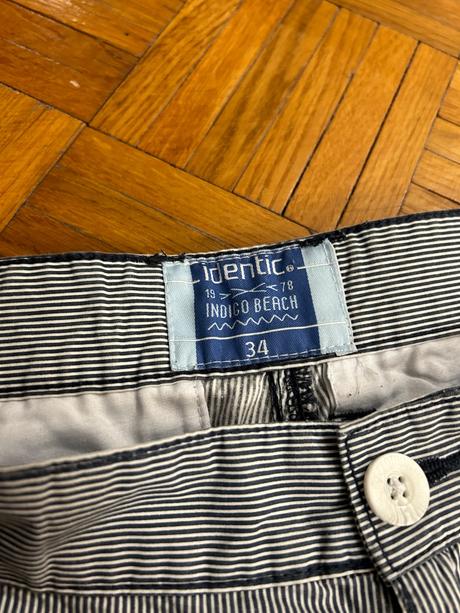 identic.®
19 78
INDIGO BEACH
34